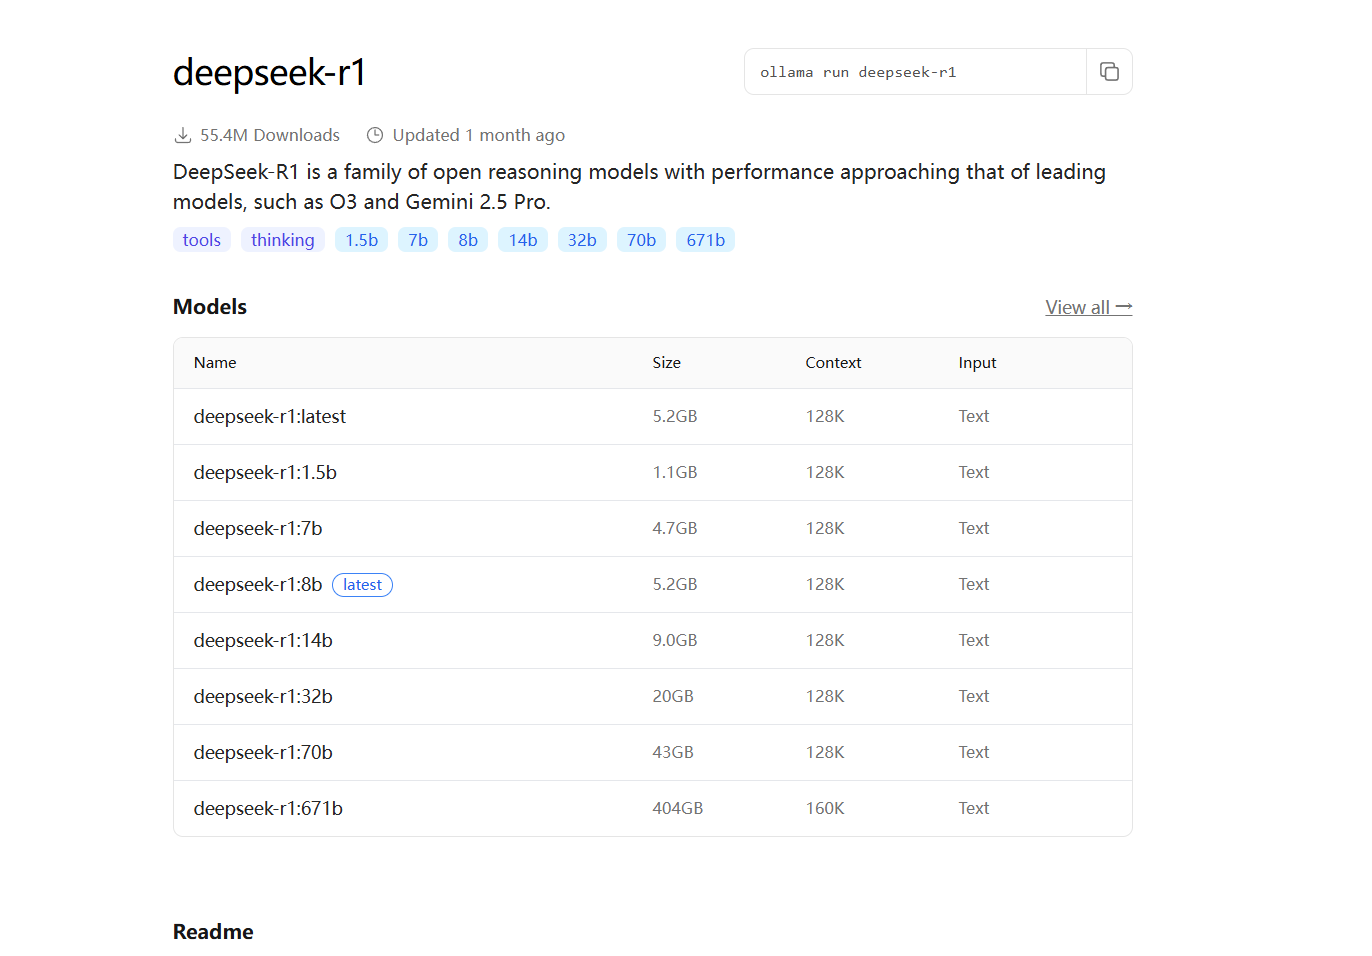 deepseek-r1
ollama run deepseek-r1
55.4M Downloads Updated 1 month ago
DeepSeek-R1 is a family of open reasoning models with performance approaching that of leading
models, such as O3 and Gemini 2.5 Pro.
tools thinking 1.5b 7b 8b 14b 32b 70b 671b
Models View all →
Name Size Context Input
deepseek-r1:latest 5.2GB 128K Text
deepseek-r1:1.5b 1.1GB 128K Text
deepseek-r1:7b 4.7GB 128K Text
deepseek-r1:8b latest 5.2GB 128K Text
deepseek-r1:14b 9.0GB 128K Text
deepseek-r1:32b 20GB 128K Text
deepseek-r1:70b 43GB 128K Text
deepseek-r1:671b 404GB 160K Text
Readme